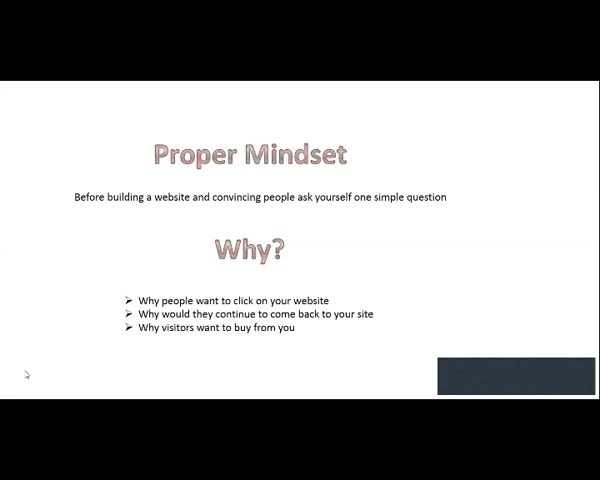 Proper Mindset
Before building a website and convincing people ask yourself one simple question
Why?
➢ Why people want to click on your website
➢ Why would they continue to come back to your site
➢ Why visitors want to buy from you